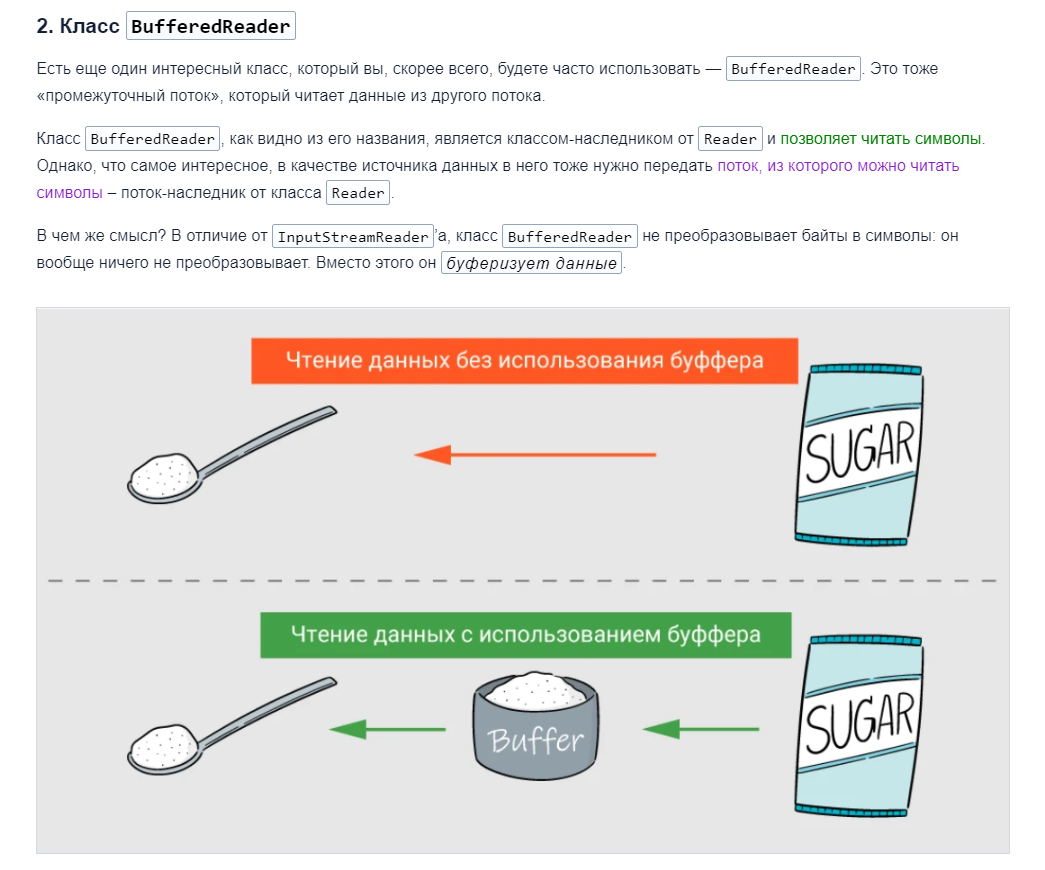 2. Класс BufferedReader
Есть еще один интересный класс, который вы, скорее всего, будете часто использовать — BufferedReader. Это тоже
«промежуточный поток», который читает данные из другого потока.
Класс BufferedReader, как видно из его названия, является классом-наследником от Reader и позволяет читать символы.
Однако, что самое интересное, в качестве источника данных в него тоже нужно передать поток, из которого можно читать
символы – поток-наследник от класса Reader.
В чем же смысл? В отличие от InputStreamReader'а, класс BufferedReader не преобразовывает байты в символы: он
вообще ничего не преобразовывает. Вместо этого он буферизует данные.
Чтение данных без использования буффера
SUGAR
Чтение данных с использованием буффера
Buffer
SUGAR